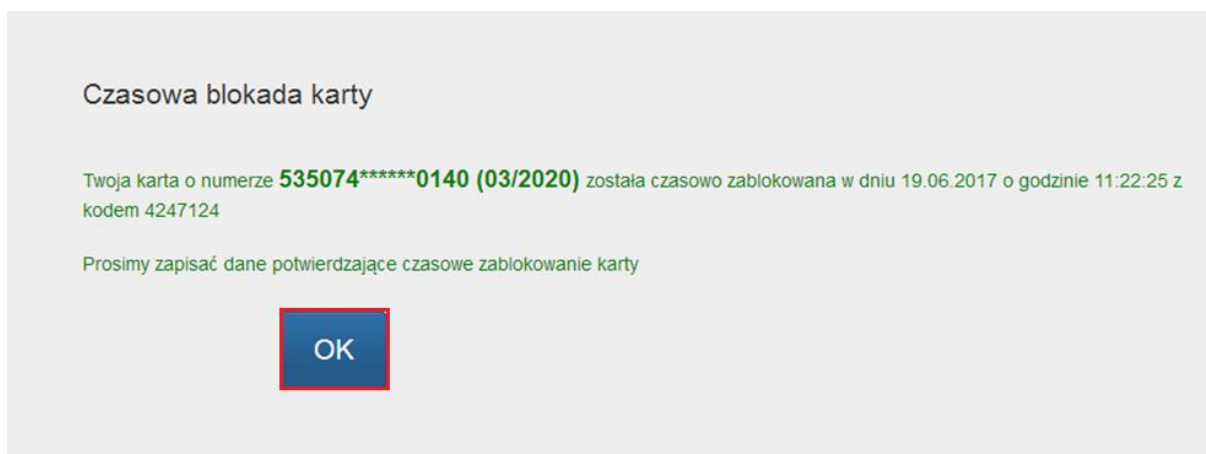 Czasowa blokada karty
Twoja karta o numerze 535074******0140 (03/2020) została czasowo zablokowana w dniu 19.06.2017 o godzinie 11:22:25 z
kodem 4247124
Prosimy zapisać dane potwierdzające czasowe zablokowanie karty
OK